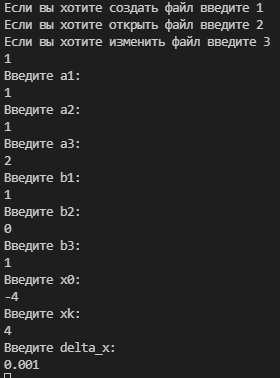 Если вы хотите создать файл введите 1
Если вы хотите открыть файл введите 2
Если вы хотите изменить файл введите 3
1
Введите a1:
1
Введите a2:
1
Введите a3:
2
Введите b1:
1
Введите b2:
0
Введите b3:
1
Введите x0:
-4
Введите xk:
4
Введите delta_x:
0.001